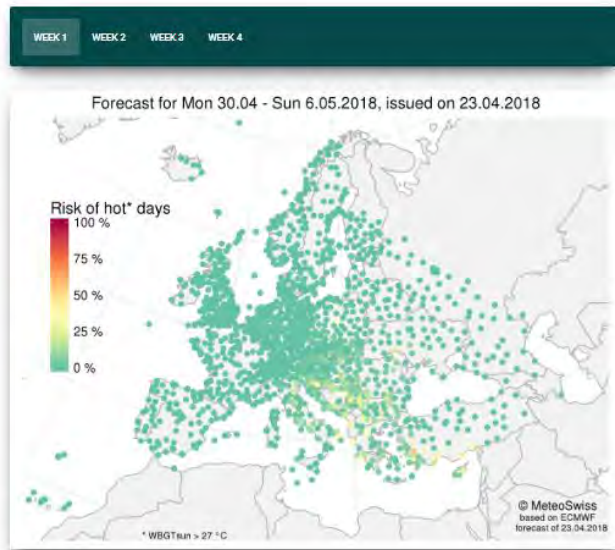 WEEK 1 WEEK 2 WEEK 3 WEEK 4
Forecast for Mon 30.04 - Sun 6.05.2018, issued on 23.04.2018
Risk of hot* days
100 %
75 %
50 %
25 %
0 %
© MeteoSwiss
based on ECMWF
forecast of 23.04.2018
* WBGTsun > 27 °C